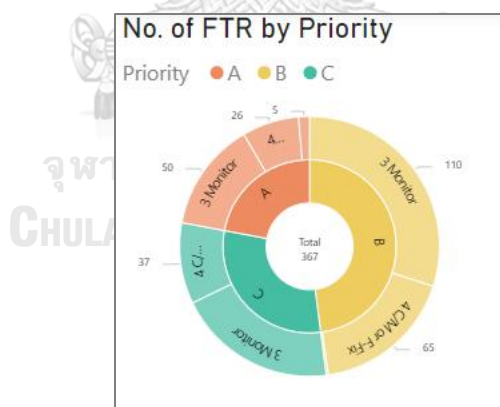 No. of FTR by Priority
Priority A B C
26 5
4...
50
3 Monitor
A
3 Monitor
110
Total
367
B
37
4 C/...
C
3 Monitor
4 C/M or F-Fix
65
จุฬา
CHULA